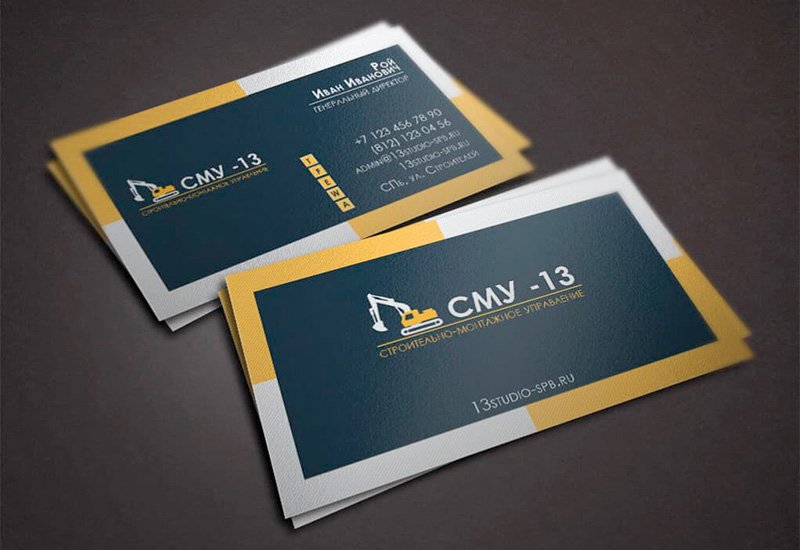 Рой
Иван Иванович
генеральный директор
+7 123 456 78 90
(812) 123 04 56
admin@13studio-spb.ru
13studio-spb.ru
СПб, ул. Строителей
T
F
E
W
A
СМУ -13
строительно-монтажное управление
СМУ -13
строительно-монтажное управление
13studio-spb.ru